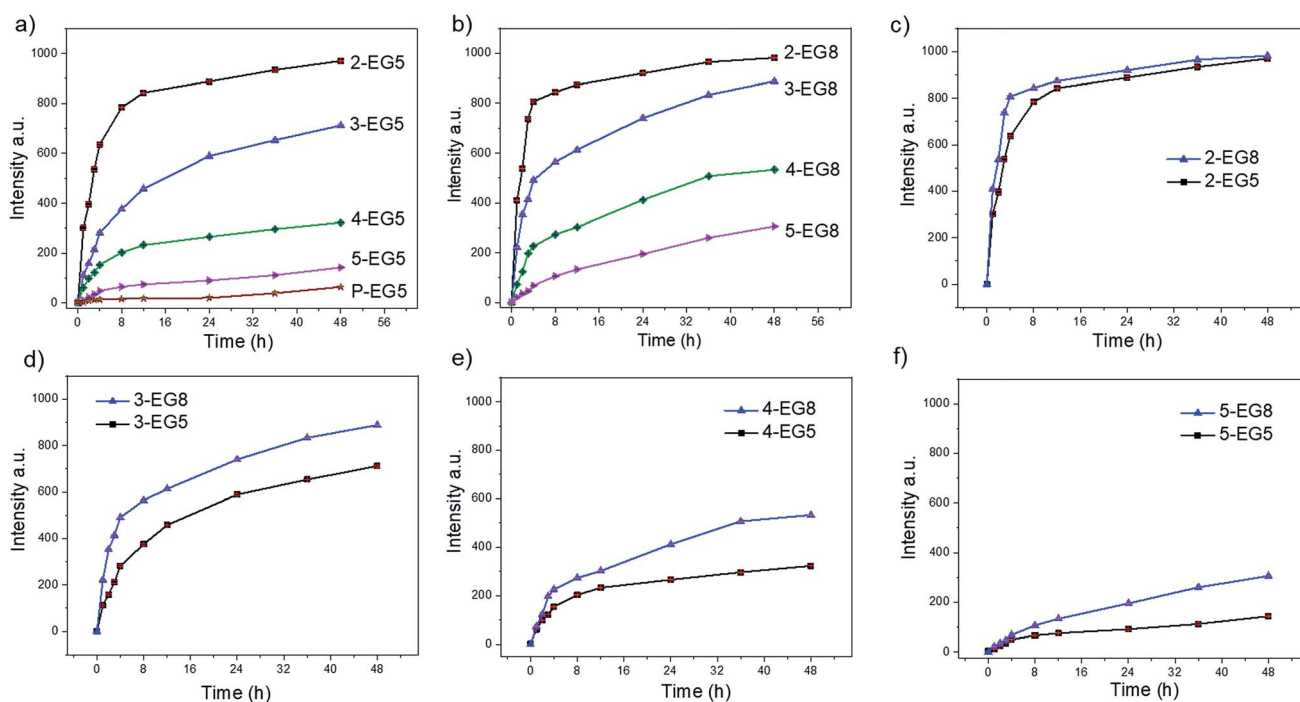 a)
Intensity a.u.
1000
800
600
400
200
0
2-EG5
3-EG5
4-EG5
5-EG5
P-EG5
0 8 16 24 32 40 48 56
Time (h)
b)
Intensity a.u.
1000
800
600
400
200
0
2-EG8
3-EG8
4-EG8
5-EG8
0 8 16 24 32 40 48 56
Time (h)
c)
Intensity a.u.
1000
800
600
400
200
0
2-EG8
2-EG5
0 8 16 24 32 40 48
Time (h)
d)
Intensity a.u.
1000
800
600
400
200
0
3-EG8
3-EG5
0 8 16 24 32 40 48
Time (h)
e)
Intensity a.u.
1000
800
600
400
200
0
4-EG8
4-EG5
0 8 16 24 32 40 48
Time (h)
f)
Intensity a.u.
1000
800
600
400
200
0
5-EG8
5-EG5
0 8 16 24 32 40 48
Time (h)